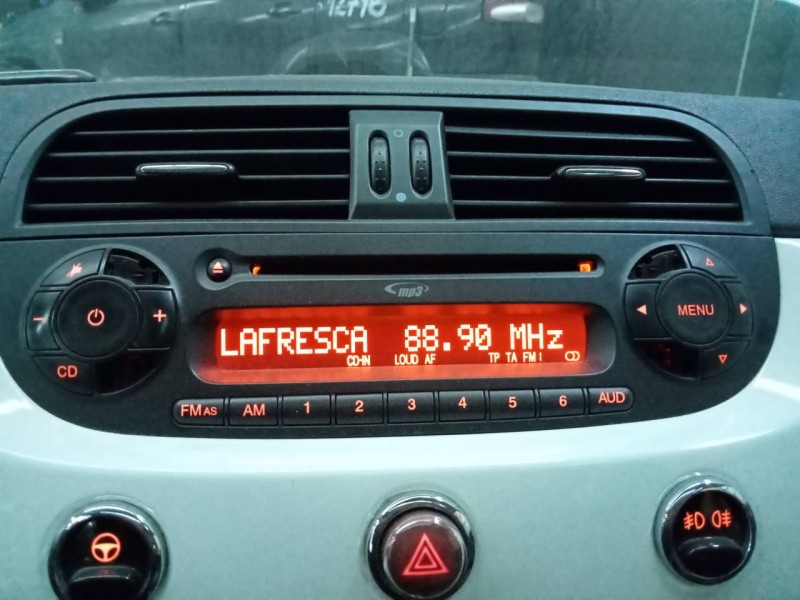 mp3
LAFRESCA 88.90 MHz
CD-IN LOUD AF TP TA FM1
MENU
CD
FM AS AM 1 2 3 4 5 6 AUD